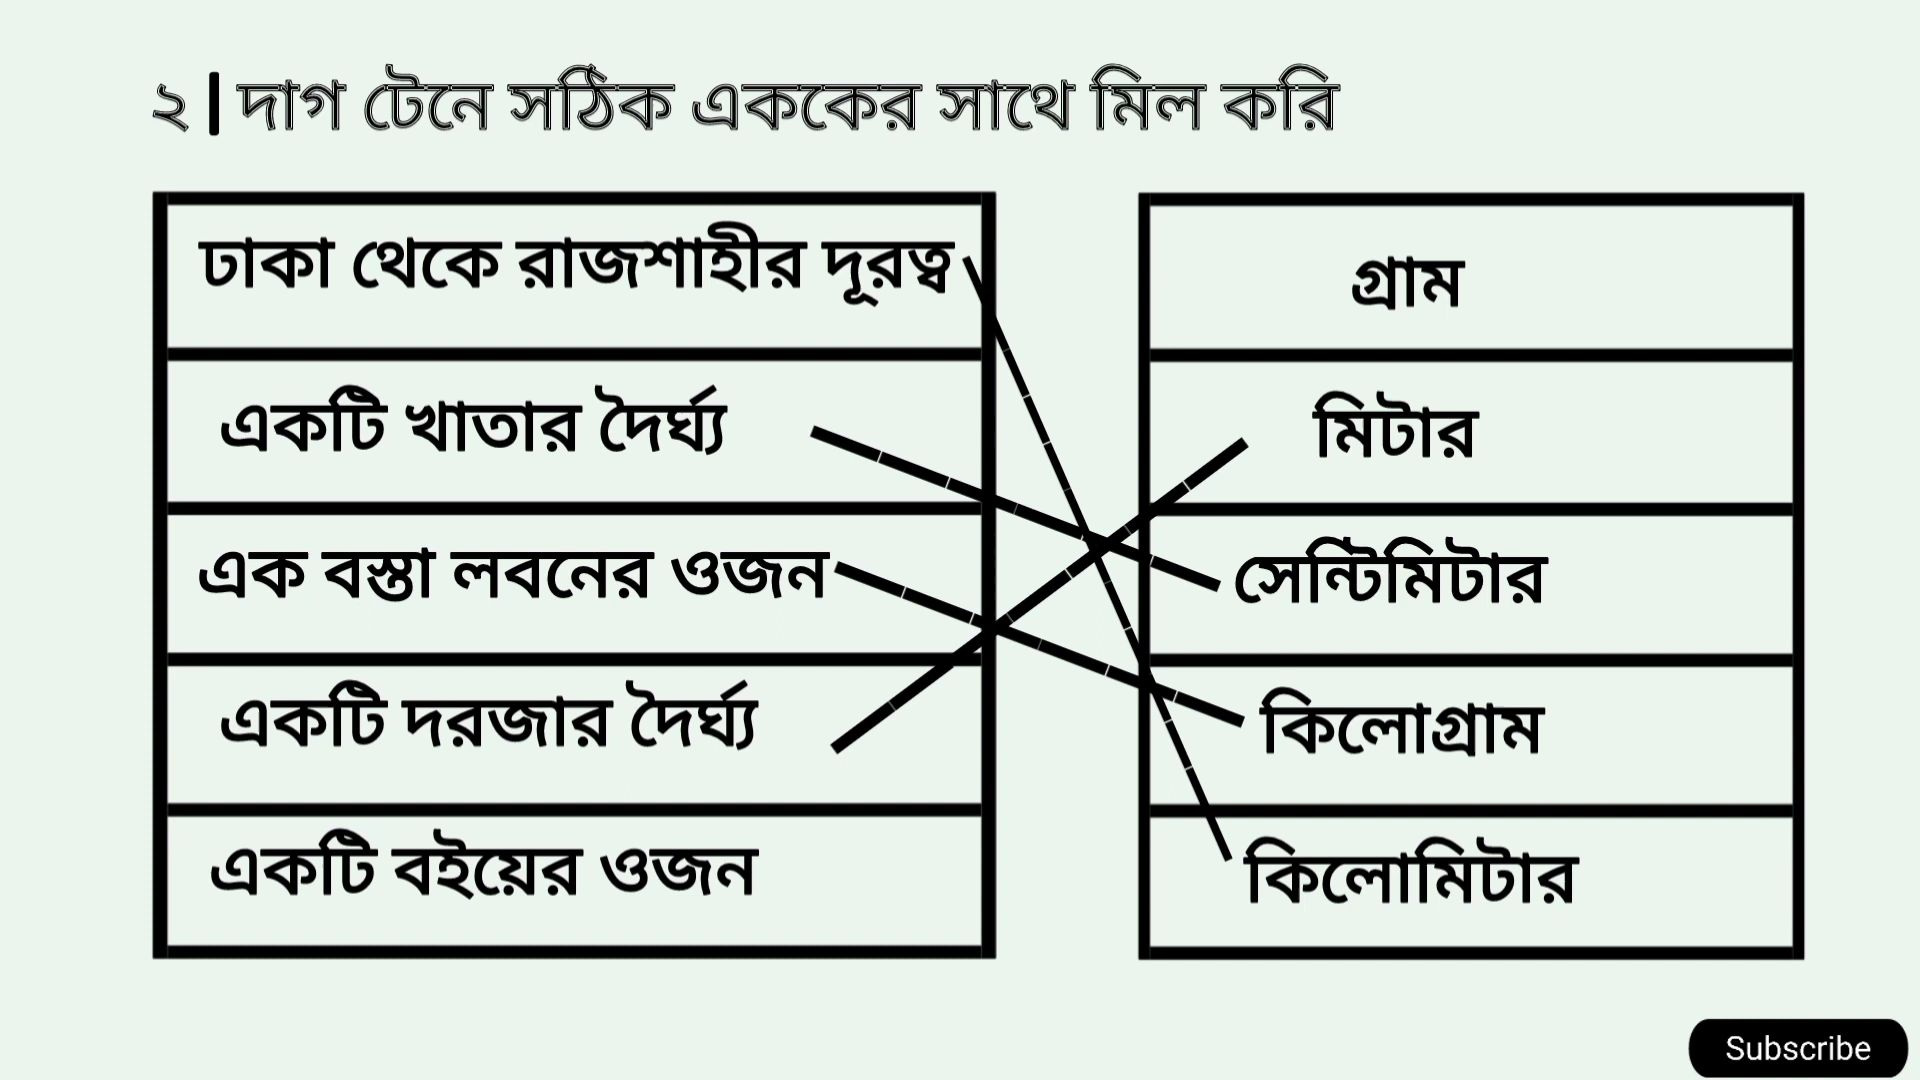 ২। দাগ টেনে সঠিক এককের সাথে মিল করি
ঢাকা থেকে রাজশাহীর দূরত্ব
গ্রাম
একটি খাতার দৈর্ঘ্য
মিটার
এক বস্তা লবনের ওজন
সেন্টিমিটার
একটি দরজার দৈর্ঘ্য
কিলোগ্রাম
একটি বইয়ের ওজন
কিলোমিটার
Subscribe